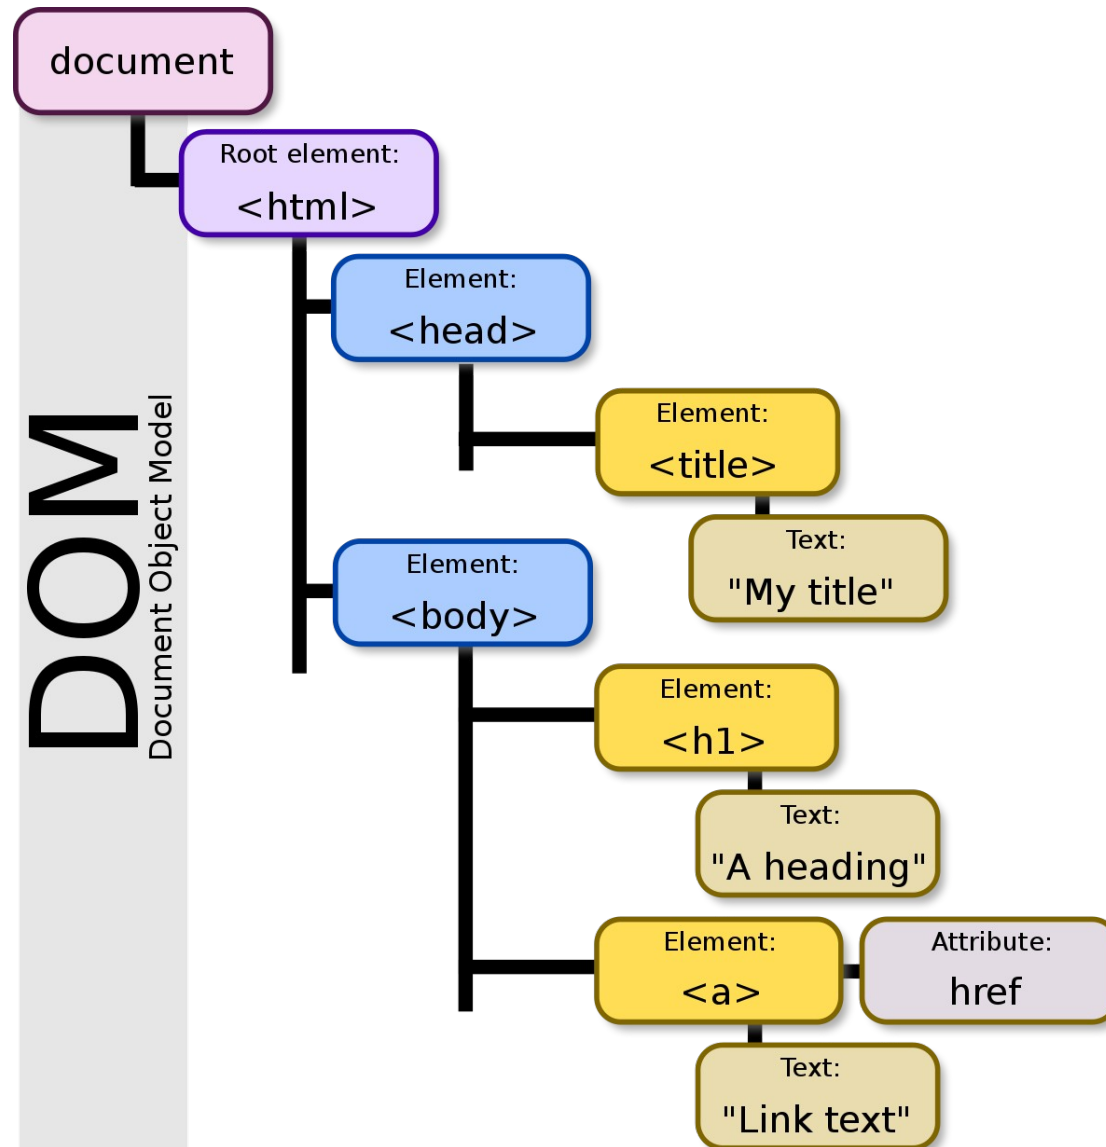 document
Root element:
<html>
Element:
<head>
Element:
<title>
Text:
"My title"
Element:
<body>
Element:
<h1>
Text:
"A heading"
Element:
<a>
Attribute:
href
Text:
"Link text"
DOM
Document Object Model